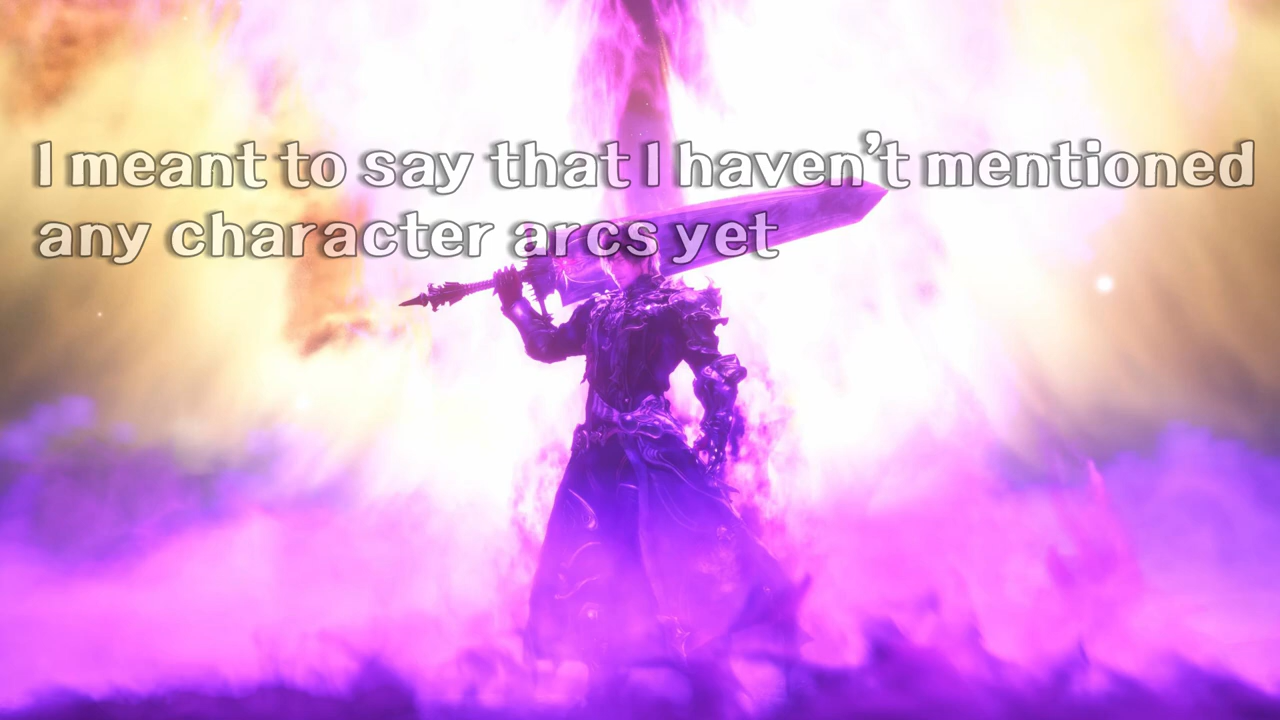 I meant to say that I haven't mentioned
any character arcs yet